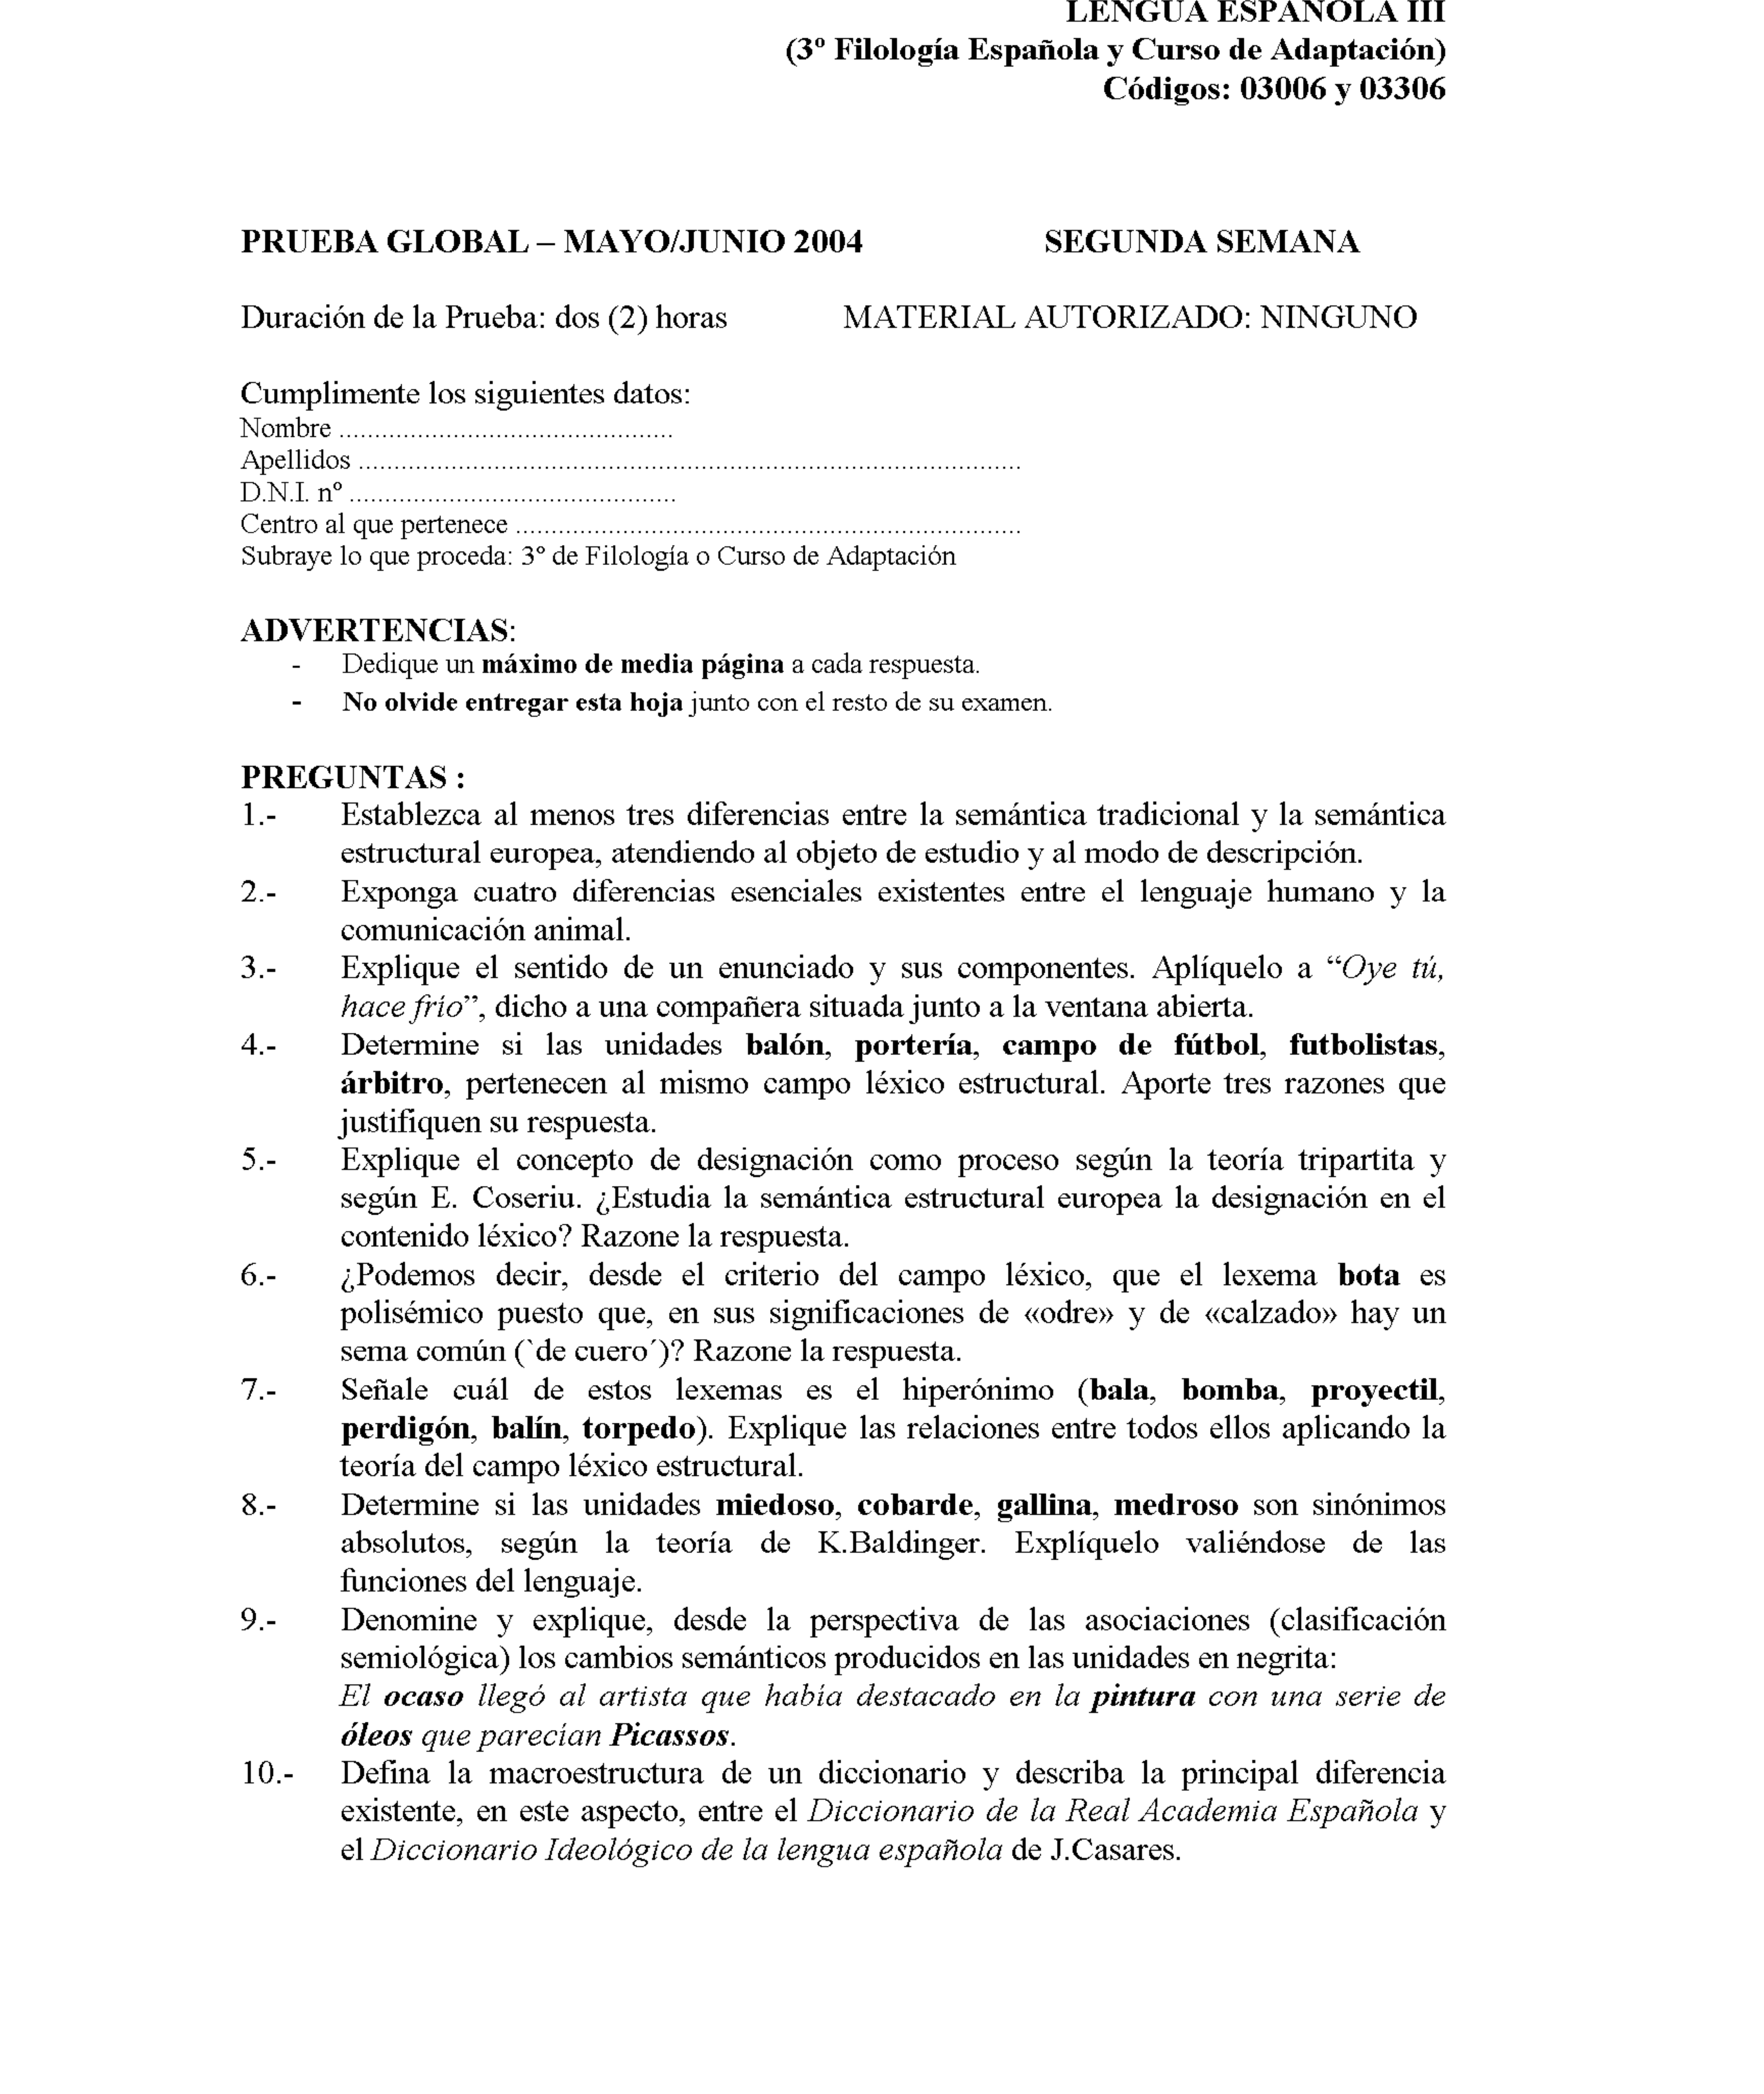 LENGUA ESPAÑOLA III
(3º Filología Española y Curso de Adaptación)
Códigos: 03006 y 03306
PRUEBA GLOBAL – MAYO/JUNIO 2004 SEGUNDA SEMANA
Duración de la Prueba: dos (2) horas MATERIAL AUTORIZADO: NINGUNO
Cumplimente los siguientes datos:
Nombre ...............................................
Apellidos .............................................................................................
D.N.I. nº ..............................................
Centro al que pertenece .......................................................................
Subraye lo que proceda: 3º de Filología o Curso de Adaptación
ADVERTENCIAS:
- Dedique un máximo de media página a cada respuesta.
- No olvide entregar esta hoja junto con el resto de su examen.
PREGUNTAS :
1.- Establezca al menos tres diferencias entre la semántica tradicional y la semántica
estructural europea, atendiendo al objeto de estudio y al modo de descripción.
2.- Exponga cuatro diferencias esenciales existentes entre el lenguaje humano y la
comunicación animal.
3.- Explique el sentido de un enunciado y sus componentes. Aplíquelo a “Oye tú,
hace frío”, dicho a una compañera situada junto a la ventana abierta.
4.- Determine si las unidades balón, portería, campo de fútbol, futbolistas,
árbitro, pertenecen al mismo campo léxico estructural. Aporte tres razones que
justifiquen su respuesta.
5.- Explique el concepto de designación como proceso según la teoría tripartita y
según E. Coseriu. ¿Estudia la semántica estructural europea la designación en el
contenido léxico? Razone la respuesta.
6.- ¿Podemos decir, desde el criterio del campo léxico, que el lexema bota es
polisémico puesto que, en sus significaciones de «odre» y de «calzado» hay un
sema común (`de cuero´)? Razone la respuesta.
7.- Señale cuál de estos lexemas es el hiperónimo (bala, bomba, proyectil,
perdigón, balín, torpedo). Explique las relaciones entre todos ellos aplicando la
teoría del campo léxico estructural.
8.- Determine si las unidades miedoso, cobarde, gallina, medroso son sinónimos
absolutos, según la teoría de K.Baldinger. Explíquelo valiéndose de las
funciones del lenguaje.
9.- Denomine y explique, desde la perspectiva de las asociaciones (clasificación
semiológica) los cambios semánticos producidos en las unidades en negrita:
El ocaso llegó al artista que había destacado en la pintura con una serie de
óleos que parecían Picassos.
10.- Defina la macroestructura de un diccionario y describa la principal diferencia
existente, en este aspecto, entre el Diccionario de la Real Academia Española y
el Diccionario Ideológico de la lengua española de J.Casares.